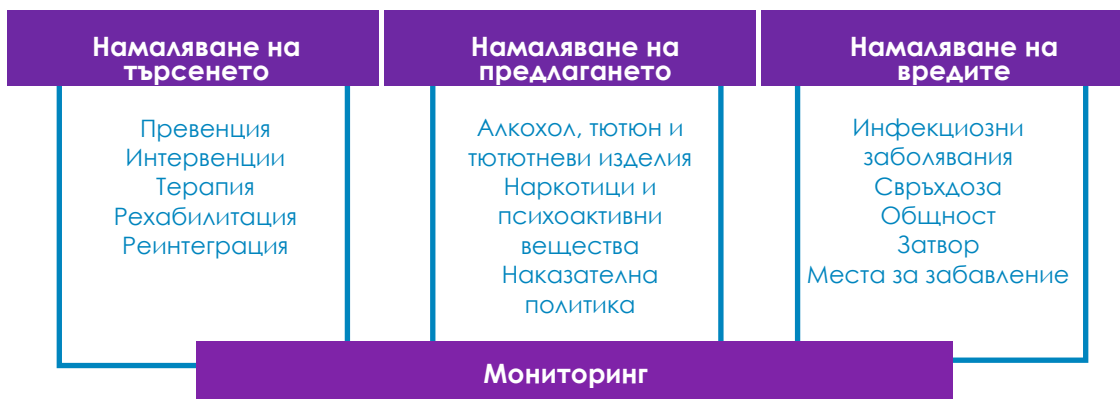 Намаляване на
търсенето
Превенция
Интервенции
Терапия
Рехабилитация
Реинтеграция
Намаляване на
предлагането
Алкохол, тютюн и
тютютневи изделия
Наркотици и
психоактивни
вещества
Наказателна
политика
Намаляване на
вредите
Инфекциозни
заболявания
Свръхдоза
Общност
Затвор
Места за забавление
Мониторинг